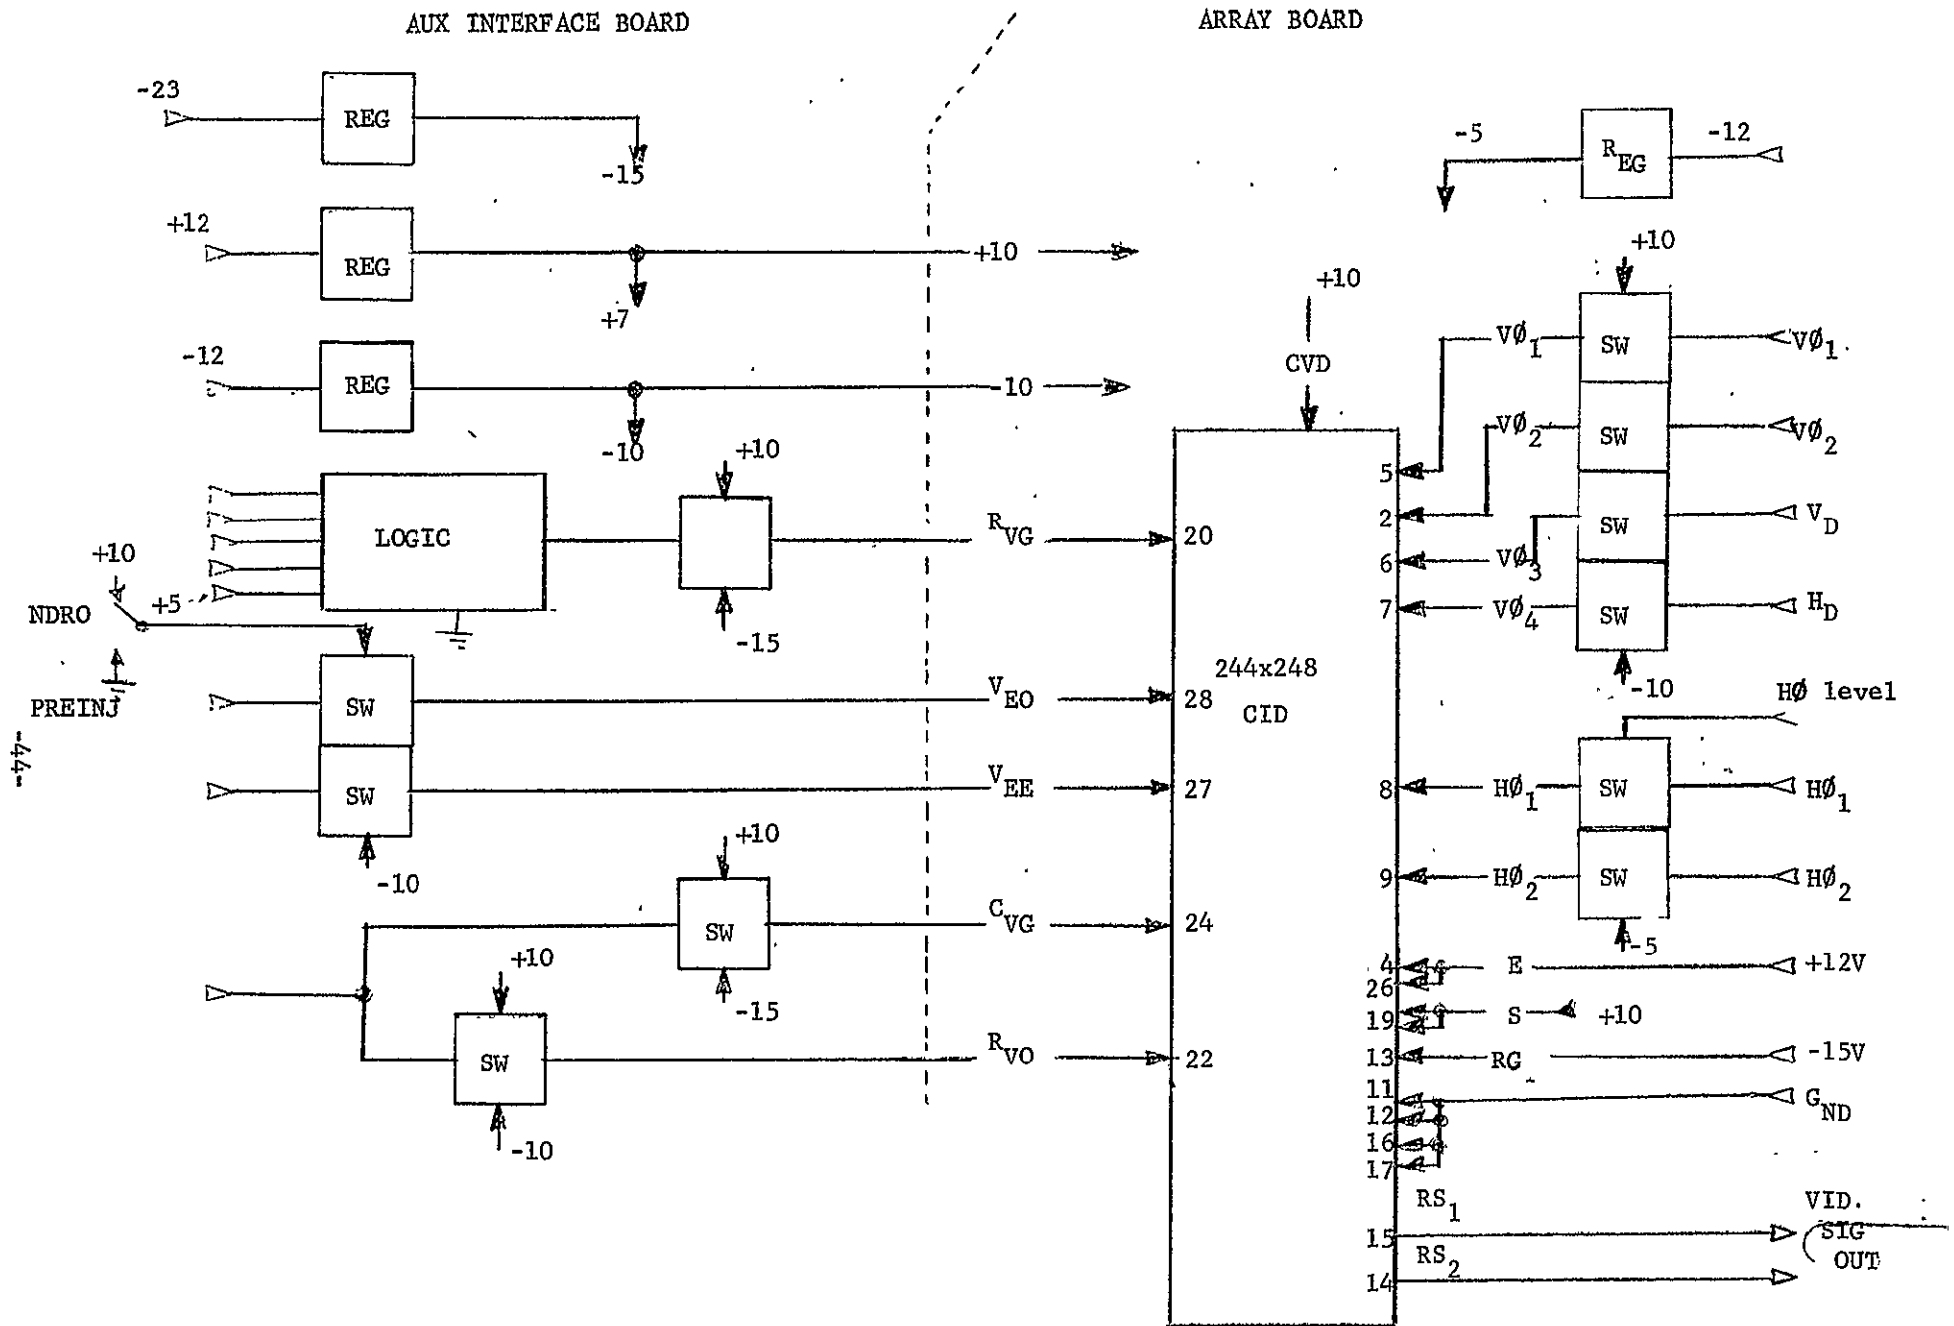 AUX INTERFACE BOARD
ARRAY BOARD
-23
REG
-15
+12
REG
+10
+7
-12
REG
-10
-10
LOGIC
+10
-15
RVG
20
NDRO
+10
+5
PREINJ
SW
VEO
28
SW
VEE
27
-10
+10
SW
-15
CVG
24
+10
SW
-10
RVO
22
-44-
-5
REG
-12
+10
CVD
244x248
CID
+10
5
VØ1
SW
VØ1
2
VØ2
SW
VØ2
6
VØ3
SW
VD
7
VØ4
SW
HD
-10
HØ level
8
HØ1
SW
HØ1
9
HØ2
SW
HØ2
-5
4
E
+12V
26
19
S
+10
13
RG
-15V
11
GND
12
16
17
RS1
15
RS2
14
VID.
SIG
OUT